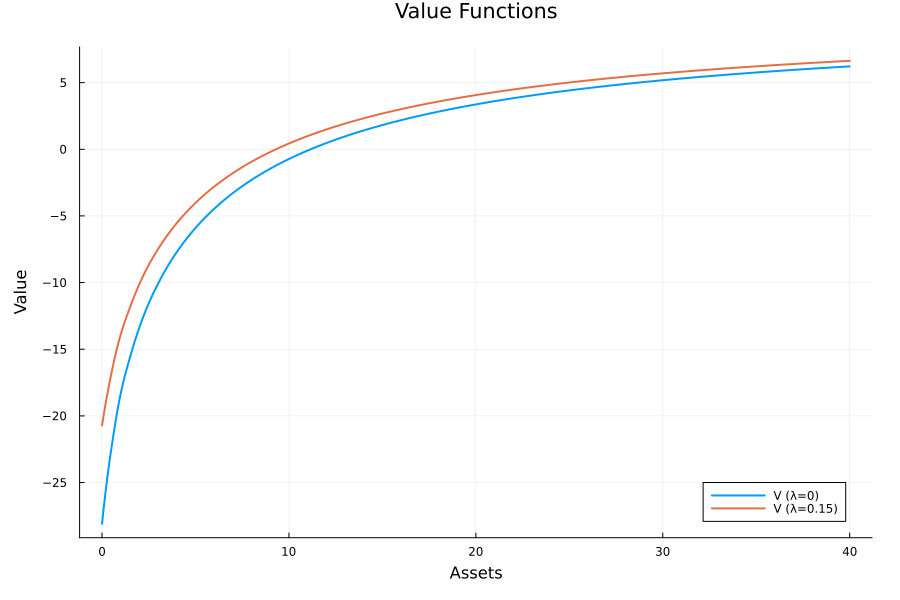 Value Functions
Value
5
0
−5
−10
−15
−20
−25
0
10
20
30
40
Assets
V (λ=0)
V (λ=0.15)